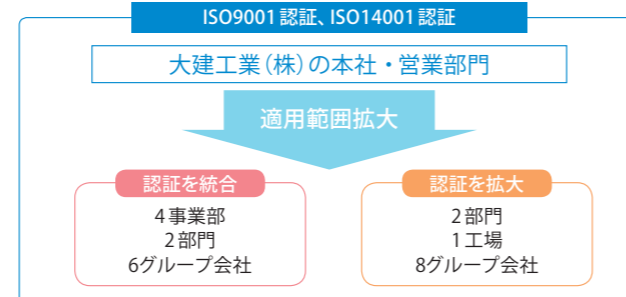 ISO9001認証、ISO14001認証
大建工業(株)の本社・営業部門
適用範囲拡大
認証を統合
4事業部
2部門
6グループ会社
認証を拡大
2部門
1工場
8グループ会社